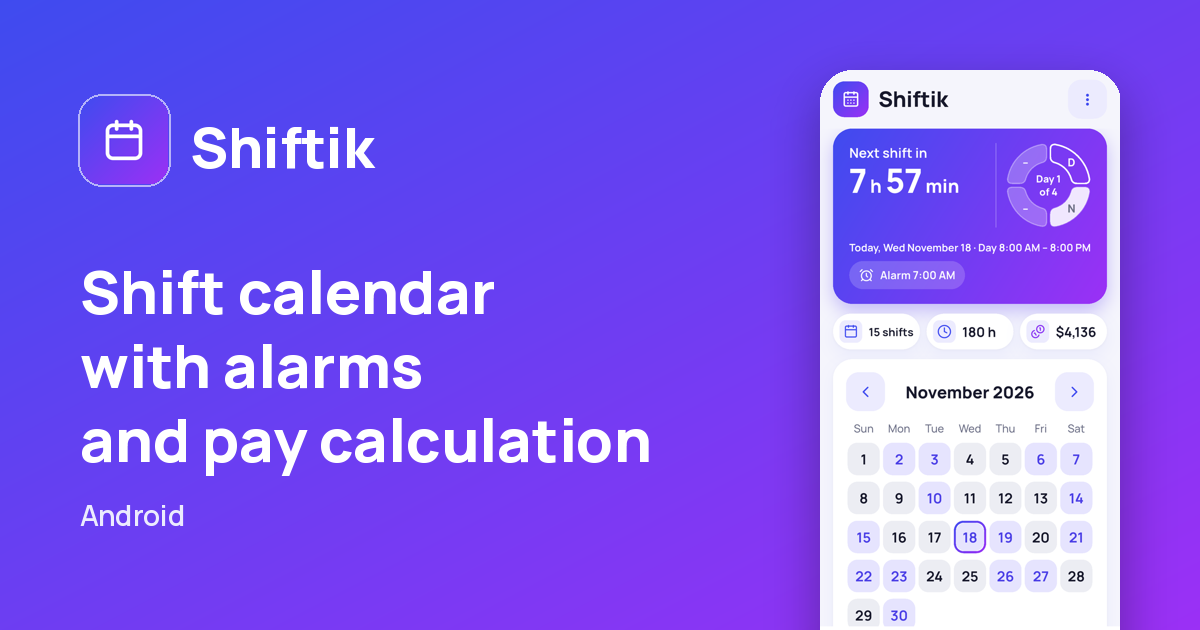 Shiftik
Shift calendar
with alarms
and pay calculation
Android
Shiftik
Next shift in
7 h 57 min
– D
Day 1
of 4
– N
Today, Wed November 18 · Day 8:00 AM – 8:00 PM
Alarm 7:00 AM
15 shifts 180 h $4,136
November 2026
Sun Mon Tue Wed Thu Fri Sat
1 2 3 4 5 6 7
8 9 10 11 12 13 14
15 16 17 18 19 20 21
22 23 24 25 26 27 28
29 30